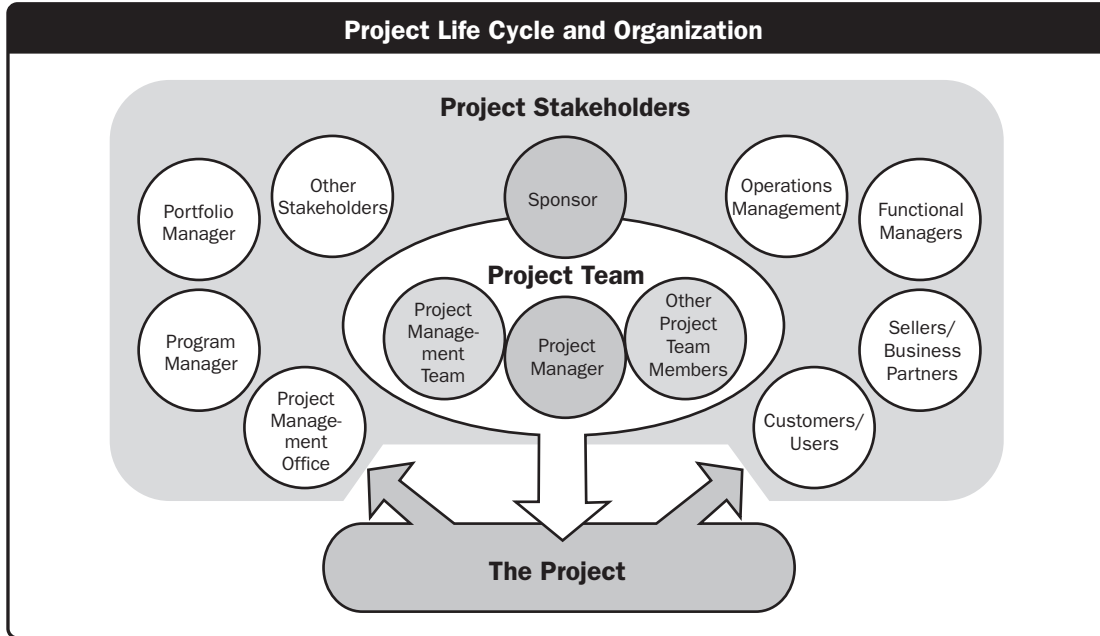 Project Life Cycle and Organization
Project Stakeholders
Portfolio
Manager
Other
Stakeholders
Sponsor
Operations
Management
Functional
Managers
Project Team
Project
Manage-
ment
Team
Project
Manager
Other
Project
Team
Members
Program
Manager
Sellers/
Business
Partners
Project
Manage-
ment
Office
Customers/
Users
The Project